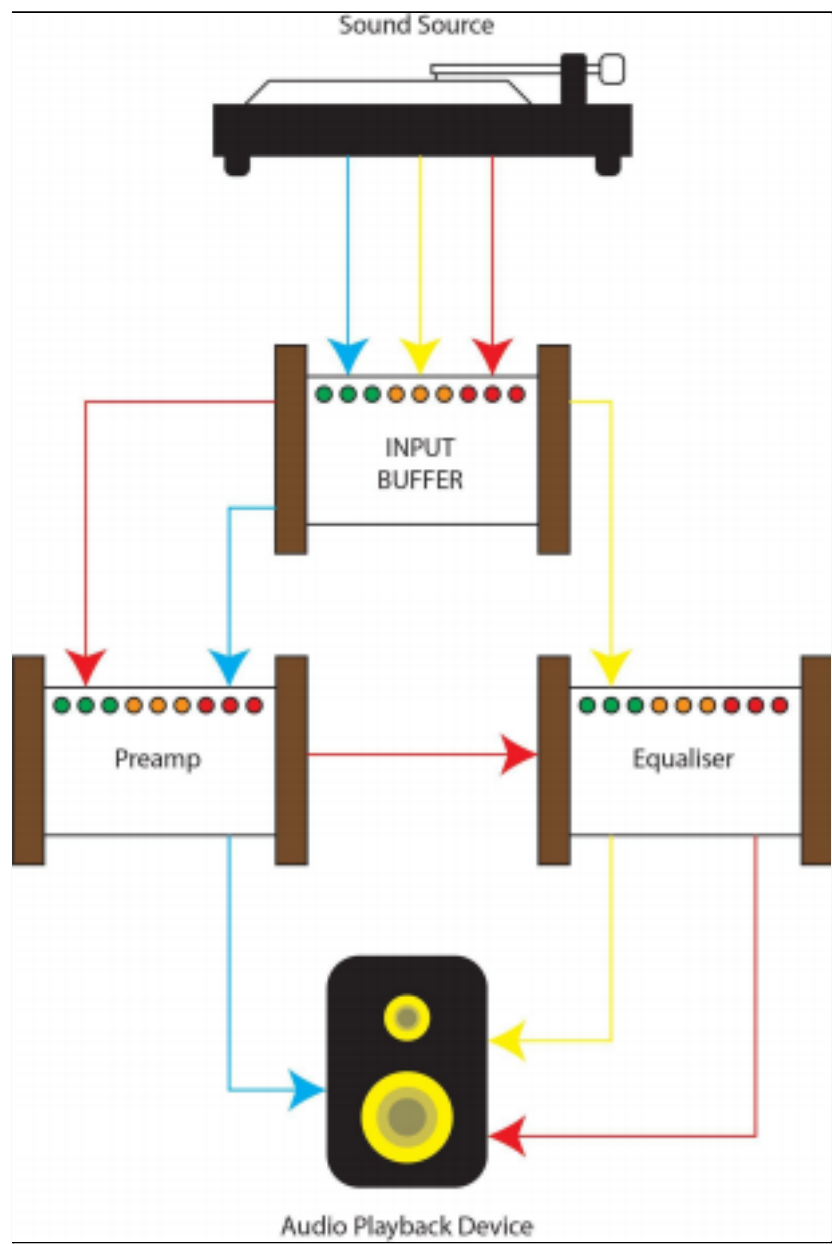 Sound Source
INPUT
BUFFER
Preamp
Equaliser
Audio Playback Device